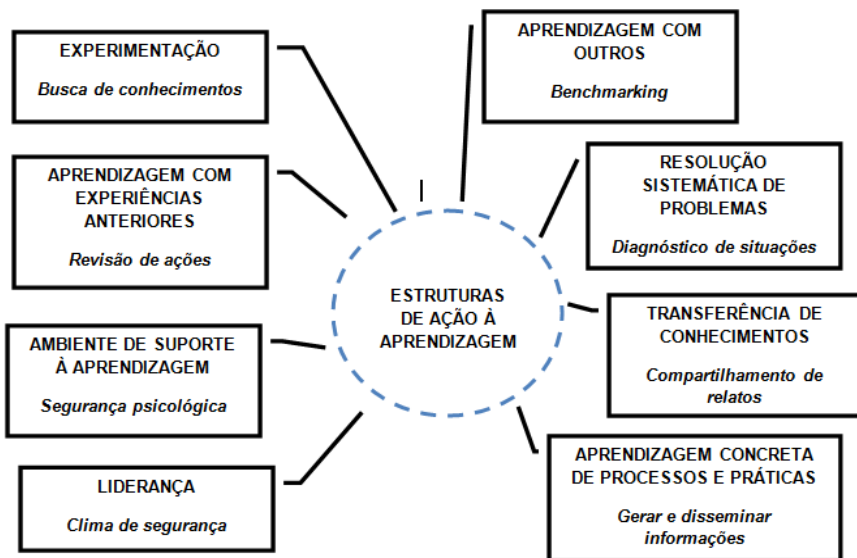 EXPERIMENTAÇÃO
Busca de conhecimentos
APRENDIZAGEM COM
OUTROS
Benchmarking
APRENDIZAGEM COM
EXPERIÊNCIAS
ANTERIORES
Revisão de ações
RESOLUÇÃO
SISTEMÁTICA DE
PROBLEMAS
Diagnóstico de situações
ESTRUTURAS
DE AÇÃO À
APRENDIZAGEM
AMBIENTE DE SUPORTE
À APRENDIZAGEM
Segurança psicológica
TRANSFERÊNCIA DE
CONHECIMENTOS
Compartilhamento de
relatos
LIDERANÇA
Clima de segurança
APRENDIZAGEM CONCRETA
DE PROCESSOS E PRÁTICAS
Gerar e disseminar
informações